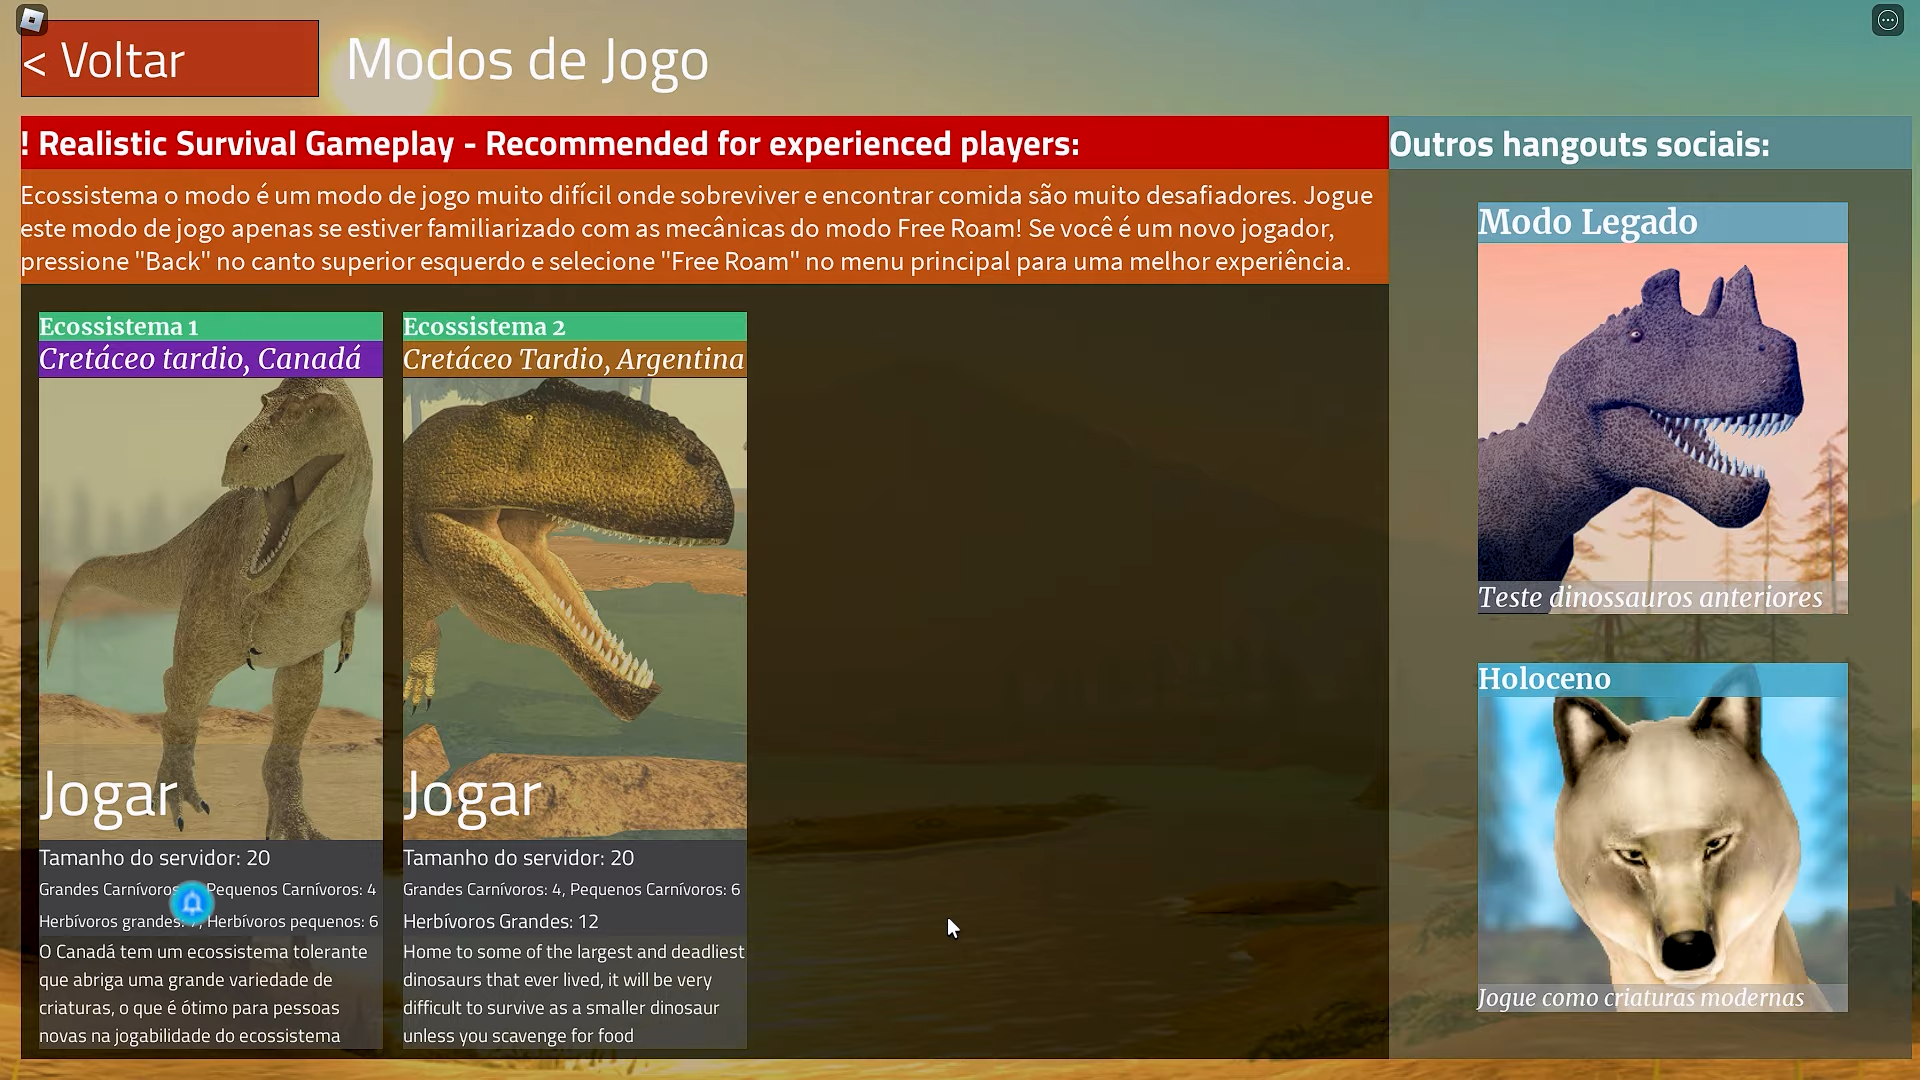 < Voltar
Modos de Jogo
! Realistic Survival Gameplay - Recommended for experienced players:
Ecossistema o modo é um modo de jogo muito difícil onde sobreviver e encontrar comida são muito desafiadores. Jogue
este modo de jogo apenas se estiver familiarizado com as mecânicas do modo Free Roam! Se você é um novo jogador,
pressione "Back" no canto superior esquerdo e selecione "Free Roam" no menu principal para uma melhor experiência.
Ecossistema 1
Cretáceo tardio, Canadá
Jogar
Tamanho do servidor: 20
Grandes Carnívoros Pequenos Carnívoros: 4
Herbívoros grandes: Herbívoros pequenos: 6
O Canadá tem um ecossistema tolerante
que abriga uma grande variedade de
criaturas, o que é ótimo para pessoas
novas na jogabilidade do ecossistema
Ecossistema 2
Cretáceo Tardio, Argentina
Jogar
Tamanho do servidor: 20
Grandes Carnívoros: 4, Pequenos Carnívoros: 6
Herbívoros Grandes: 12
Home to some of the largest and deadliest
dinosaurs that ever lived, it will be very
difficult to survive as a smaller dinosaur
unless you scavenge for food
Outros hangouts sociais:
Modo Legado
Teste dinossauros anteriores
Holoceno
Jogue como criaturas modernas